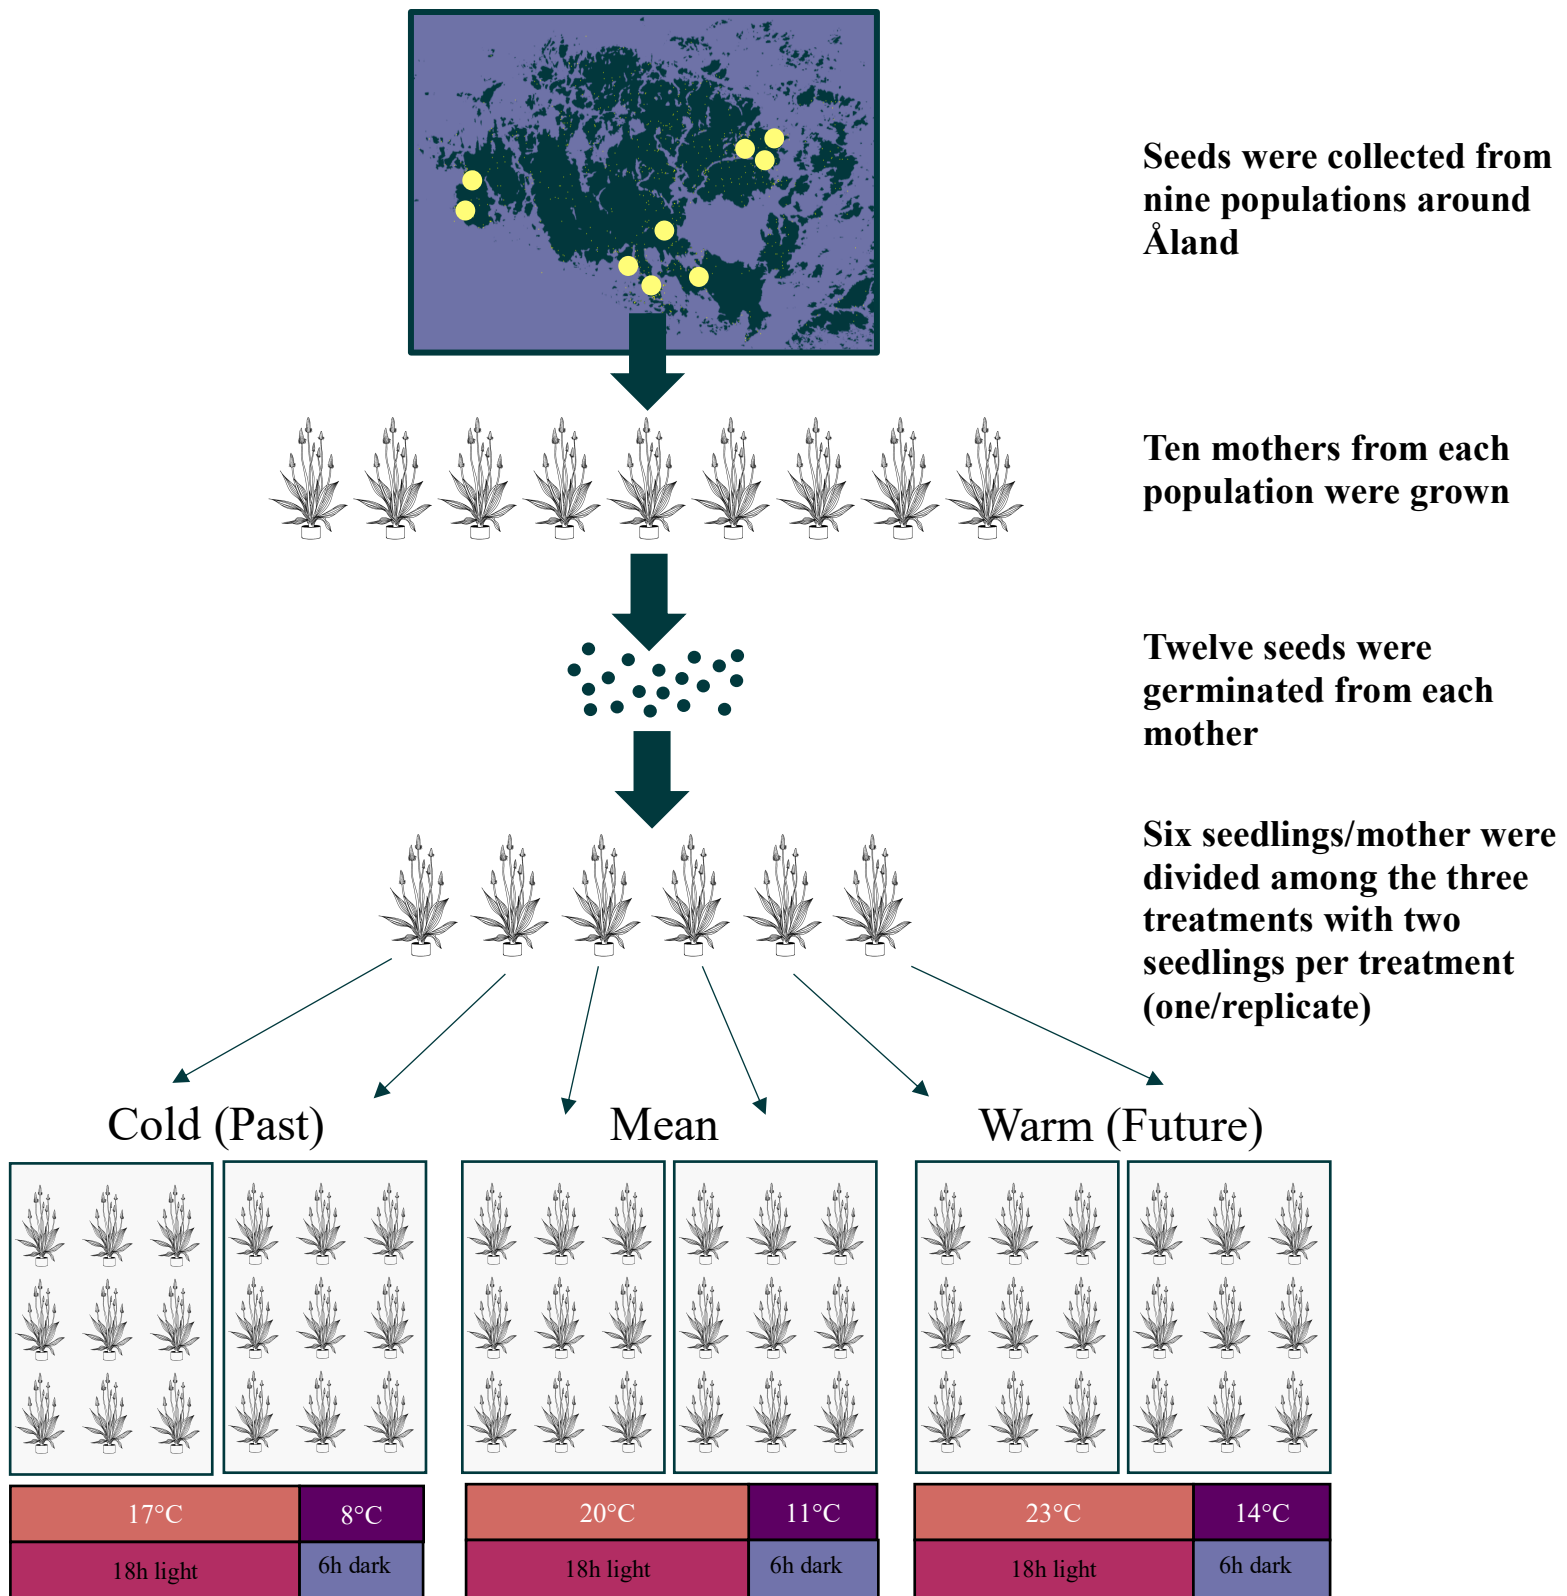 Seeds were collected from
nine populations around
Åland
Ten mothers from each
population were grown
Twelve seeds were
germinated from each
mother
Six seedlings/mother were
divided among the three
treatments with two
seedlings per treatment
(one/replicate)
Cold (Past)
Mean
Warm (Future)
17°C
8°C
20°C
11°C
23°C
14°C
18h light
6h dark
18h light
6h dark
18h light
6h dark